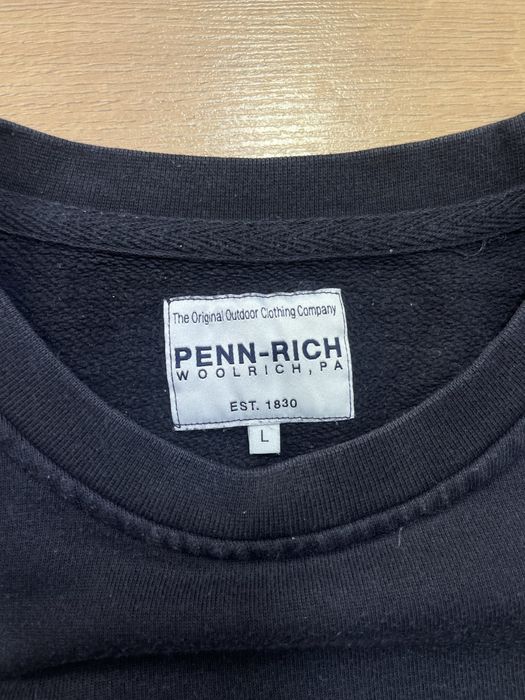 The Original Outdoor Clothing Company
PENN-RICH
WOOLRICH, PA
EST. 1830
L